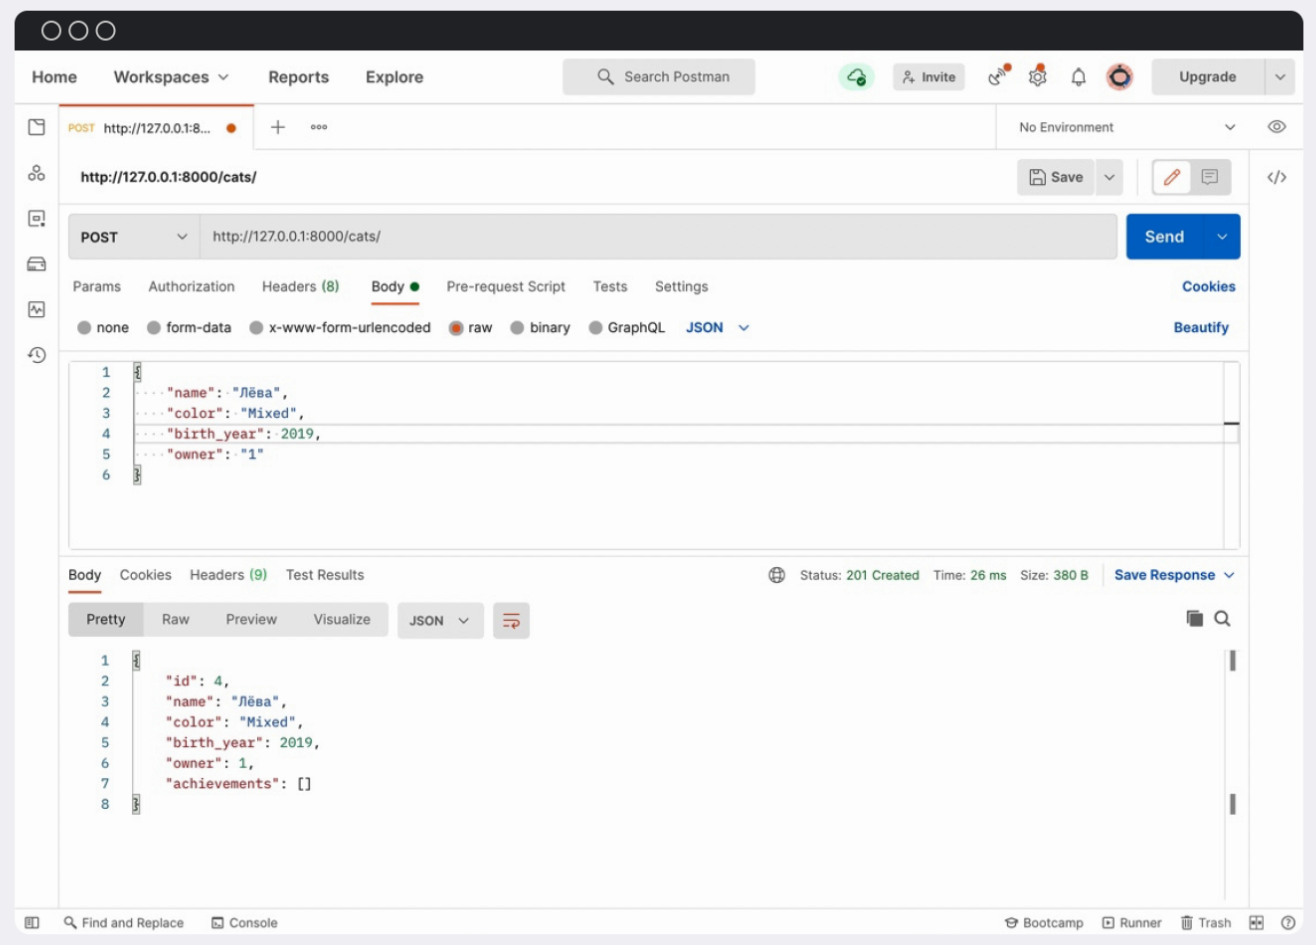 Home Workspaces Reports Explore Search Postman Invite Upgrade
POST http://127.0.0.1:8... No Environment
http://127.0.0.1:8000/cats/ Save </>
POST http://127.0.0.1:8000/cats/ Send
Params Authorization Headers (8) Body Pre-request Script Tests Settings Cookies
none form-data x-www-form-urlencoded raw binary GraphQL JSON Beautify
1 {
2 "name": "Лёва",
3 "color": "Mixed",
4 "birth_year": 2019,
5 "owner": "1"
6 }
Body Cookies Headers (9) Test Results Status: 201 Created Time: 26 ms Size: 380 B Save Response
Pretty Raw Preview Visualize JSON
1 {
2 "id": 4,
3 "name": "Лёва",
4 "color": "Mixed",
5 "birth_year": 2019,
6 "owner": 1,
7 "achievements": []
8 }
Find and Replace Console Bootcamp Runner Trash